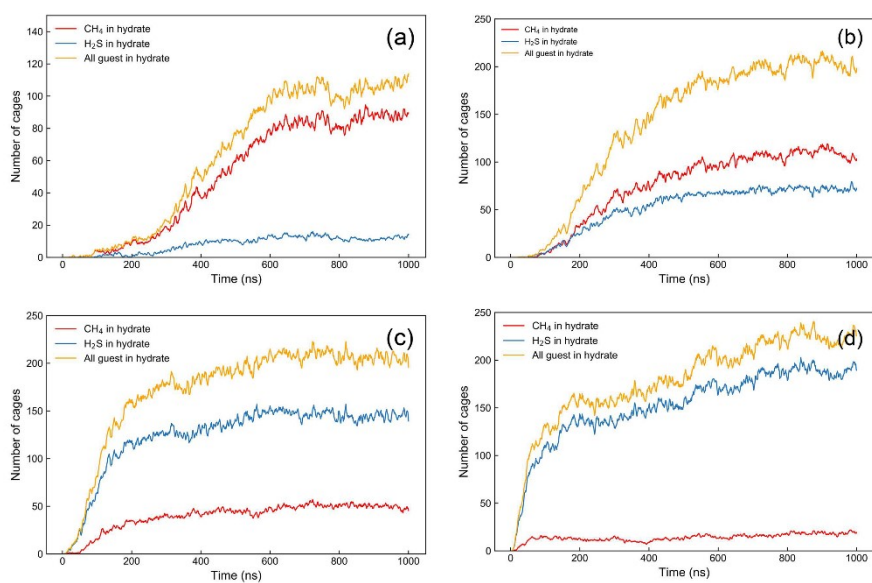 (a)
CH4 in hydrate
H2S in hydrate
All guest in hydrate
Number of cages
140
120
100
80
60
40
20
0
0 200 400 600 800 1000
Time (ns)
(b)
CH4 in hydrate
H2S in hydrate
All guest in hydrate
Number of cages
250
200
150
100
50
0
0 200 400 600 800 1000
Time (ns)
(c)
CH4 in hydrate
H2S in hydrate
All guest in hydrate
Number of cages
250
200
150
100
50
0
0 200 400 600 800 1000
Time (ns)
(d)
CH4 in hydrate
H2S in hydrate
All guest in hydrate
Number of cages
250
200
150
100
50
0
0 200 400 600 800 1000
Time (ns)